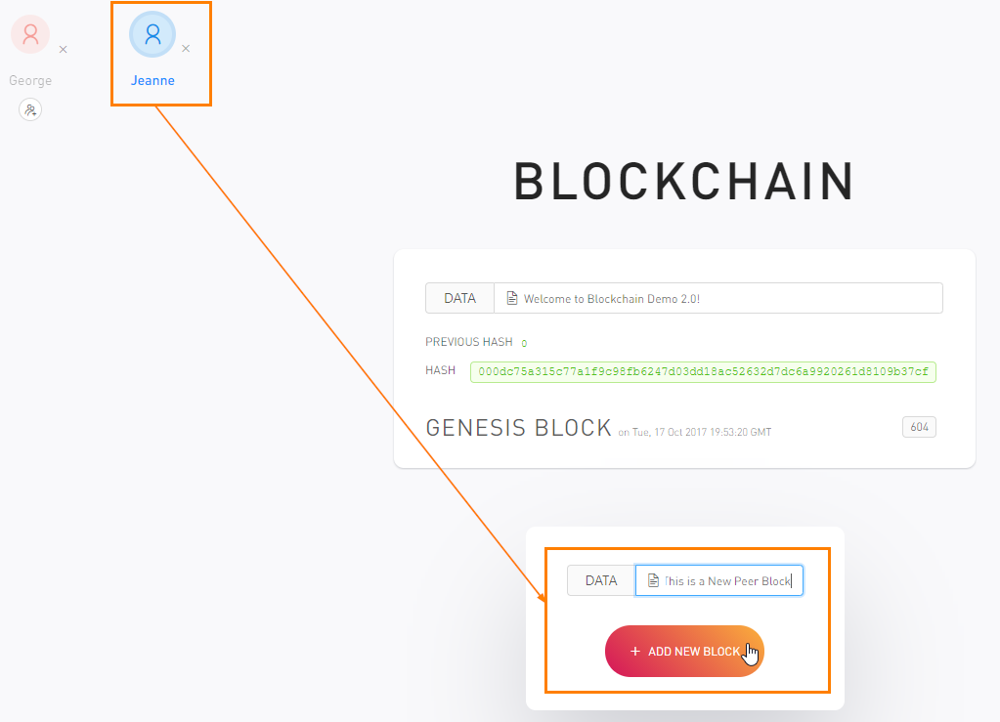 George
Jeanne
BLOCKCHAIN
DATA Welcome to Blockchain Demo 2.0!
PREVIOUS HASH 0
HASH 000dc75a315c77a1f9c98fb6247d03dd18ac52632d7dc6a9920261d8109b37cf
GENESIS BLOCK on Tue, 17 Oct 2017 19:53:20 GMT 604
DATA This is a New Peer Block
+ ADD NEW BLOCK